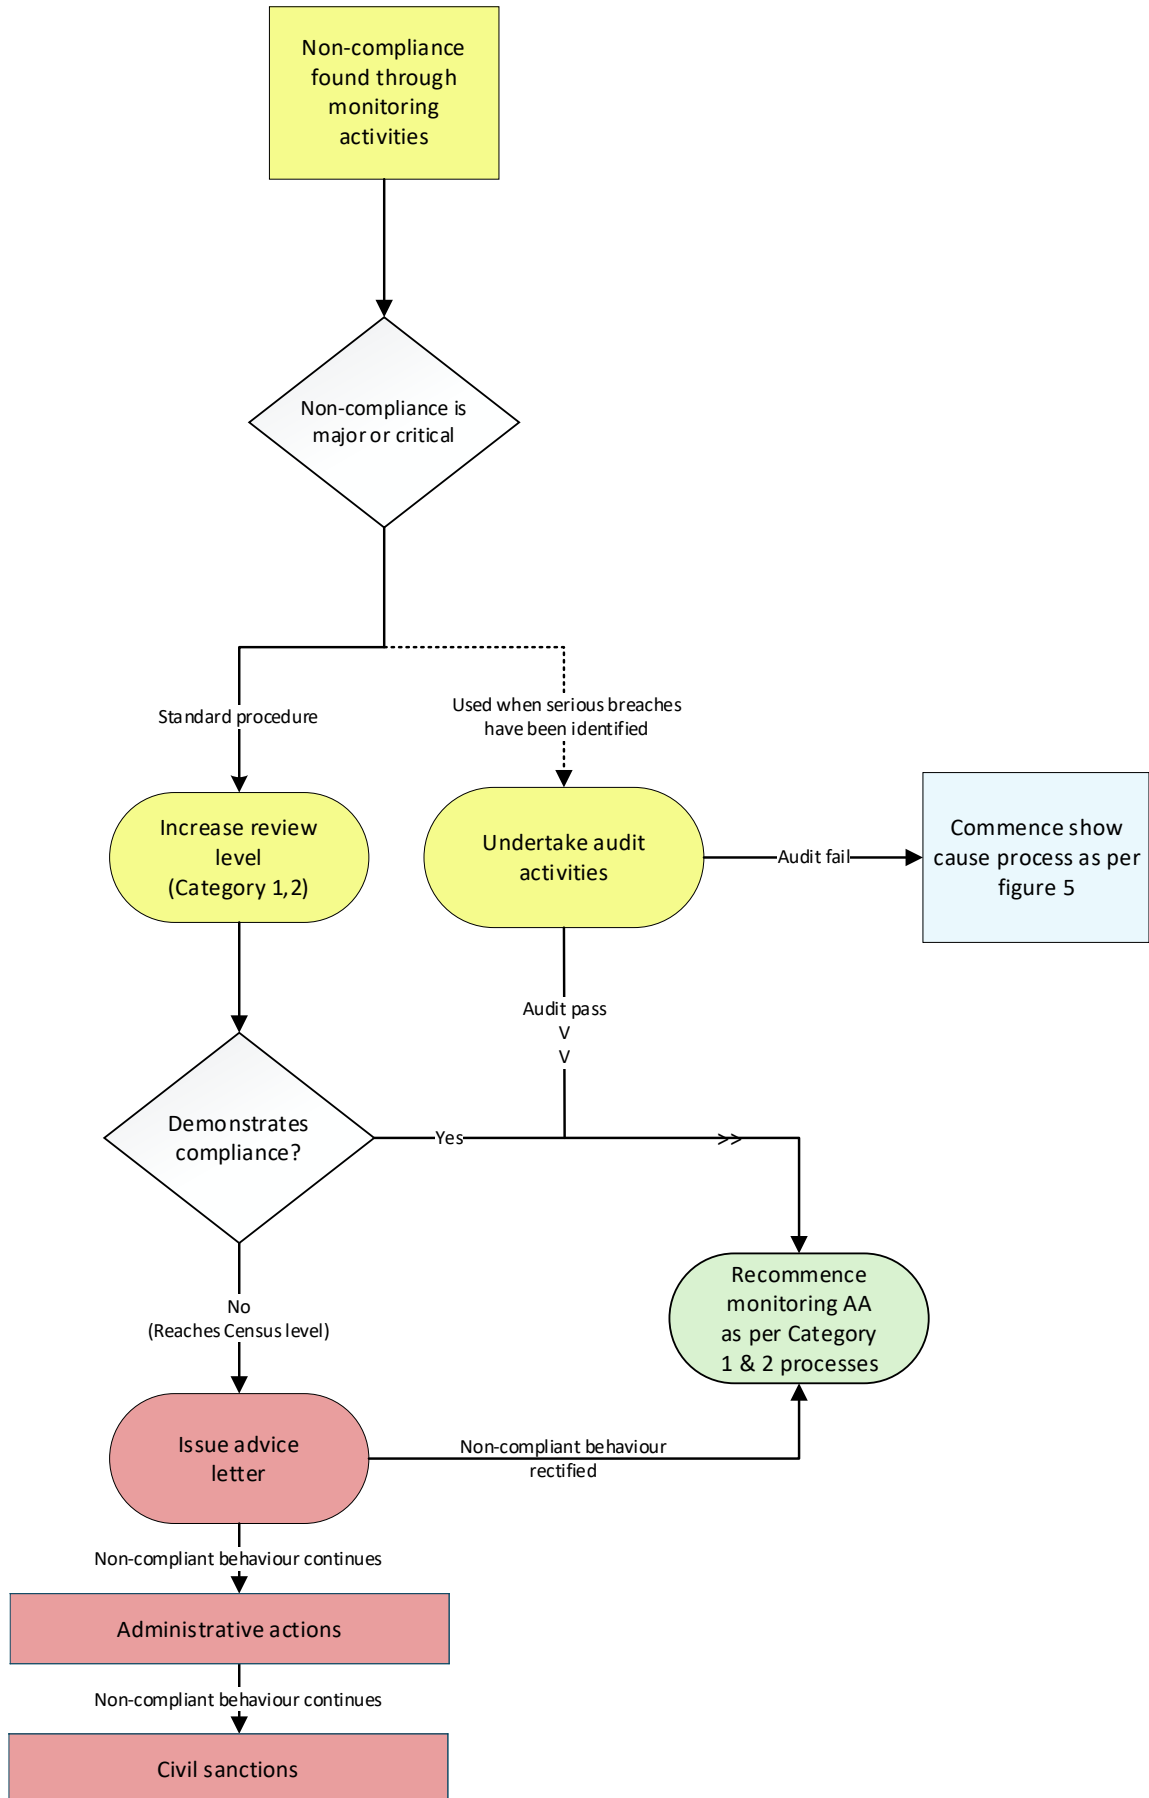 Non-compliance
found through
monitoring
activities
Non-compliance is
major or critical
Standard procedure
Used when serious breaches
have been identified
Increase review
level
(Category 1,2)
Undertake audit
activities
Audit fail
Commence show
cause process as per
figure 5
Audit pass
V
V
Demonstrates
compliance?
Yes
>>
No
(Reaches Census level)
Recommence
monitoring AA
as per Category
1 & 2 processes
Issue advice
letter
Non-compliant behaviour
rectified
Non-compliant behaviour continues
Administrative actions
Non-compliant behaviour continues
Civil sanctions